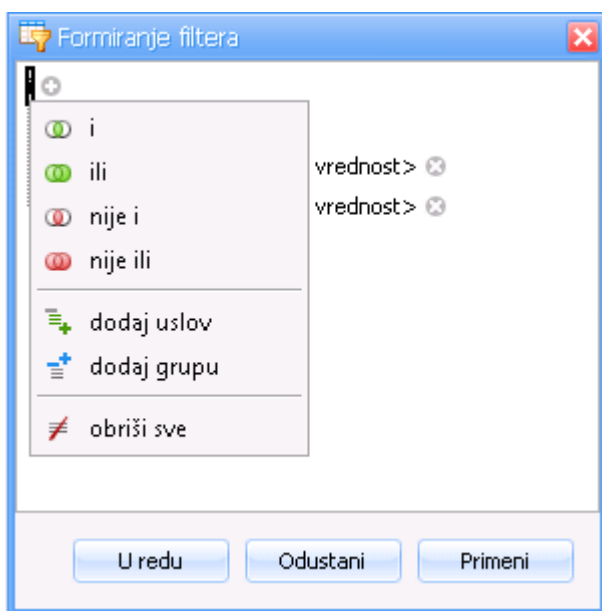 Formiranje filtera
i
ili
vrednost>
nije i
vrednost>
nije ili
dodaj uslov
dodaj grupu
obriši sve
U redu
Odustani
Primeni